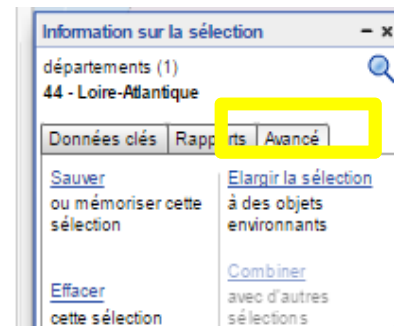 Information sur la sélection
départements (1)
44 - Loire-Atlantique
Données clés Rapports Avancé
Sauver
ou mémoriser cette
sélection
Elargir la sélection
à des objets
environnants
Effacer
cette sélection
Combiner
avec d'autres
sélections